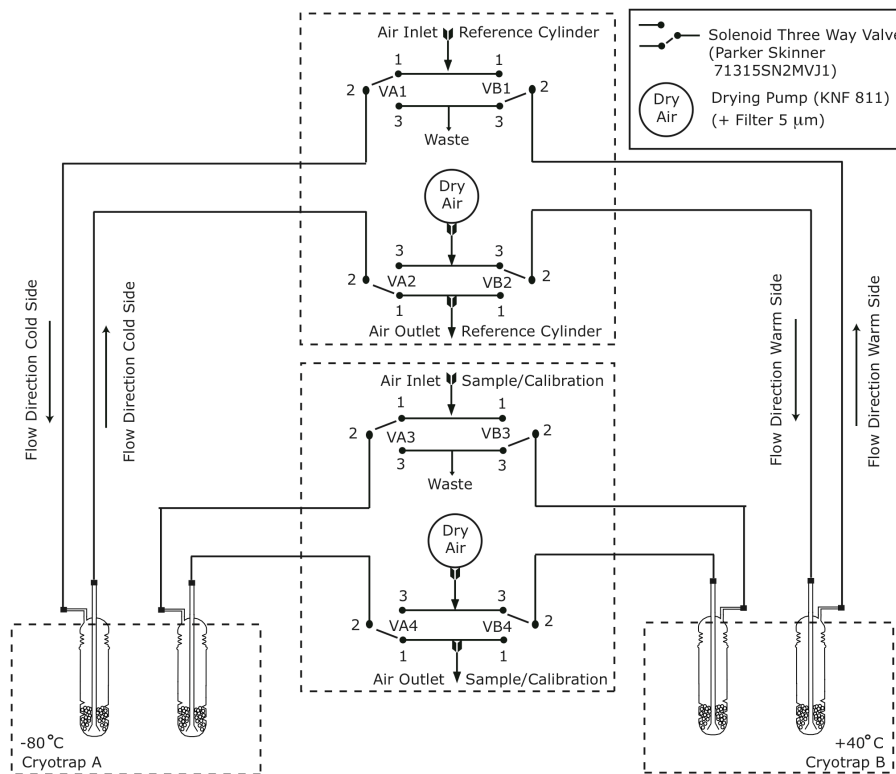 Air Inlet Reference Cylinder
1 1
2 VA1 VB1 2
3 3
Waste
Dry
Air
3 3
2 VA2 VB2 2
1 1
Air Outlet Reference Cylinder
Solenoid Three Way Valve
(Parker Skinner
71315SN2MVJ1)
Dry
Air
Drying Pump (KNF 811)
(+ Filter 5 µm)
Flow Direction Cold Side
Flow Direction Cold Side
Flow Direction Warm Side
Flow Direction Warm Side
Air Inlet Sample/Calibration
1 1
2 VA3 VB3 2
3 3
Waste
Dry
Air
3 3
2 VA4 VB4 2
1 1
Air Outlet Sample/Calibration
-80°C
Cryotrap A
+40°C
Cryotrap B